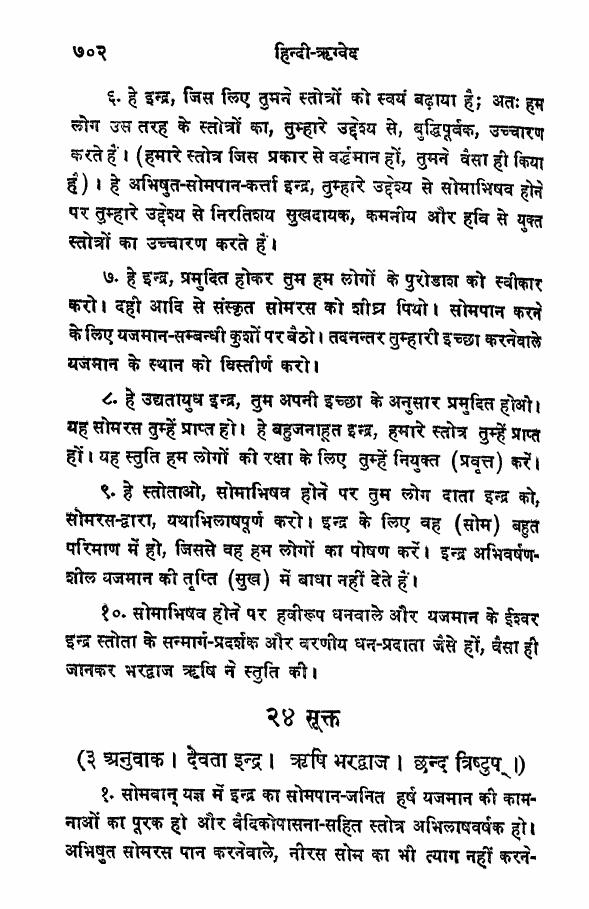 ७०२ हिन्दी-ऋग्वेद
६. हे इन्द्र, जिस लिए तुमने स्तोत्रों को स्वयं बढ़ाया है; अतः हम
लोग उस तरह के स्तोत्रों का, तुम्हारे उद्देश्य से, बुद्धिपूर्वक, उच्चारण
करते हैं। (हमारे स्तोत्र जिस प्रकार से वर्द्धमान हों, तुमने वैसा ही किया
है)। हे अभिषुत-सोमपान-कर्त्ता इन्द्र, तुम्हारे उद्देश्य से सोमाभिषव होने
पर तुम्हारे उद्देश्य से निरतिशय सुखदायक, कमनीय और हवि से युक्त
स्तोत्रों का उच्चारण करते हैं।
७. हे इन्द्र, प्रमुदित होकर तुम हम लोगों के पुरोडाश को स्वीकार
करो। दही आदि से संस्कृत सोमरस को शीघ्र पियो। सोमपान करने
के लिए यजमान-सम्बन्धी कुशों पर बैठो। तदनन्तर तुम्हारी इच्छा करनेवाले
यजमान के स्थान को विस्तीर्ण करो।
८. हे उद्यतायुध इन्द्र, तुम अपनी इच्छा के अनुसार प्रमुदित होओ।
यह सोमरस तुम्हें प्राप्त हो। हे बहुजनाहूत इन्द्र, हमारे स्तोत्र तुम्हें प्राप्त
हों। यह स्तुति हम लोगों की रक्षा के लिए तुम्हें नियुक्त (प्रवृत्त) करें।
९. हे स्तोताओ, सोमाभिषव होने पर तुम लोग दाता इन्द्र को,
सोमरस-द्वारा, यथाभिलाषपूर्ण करो। इन्द्र के लिए वह (सोम) बहुत
परिमाण में हो, जिससे वह हम लोगों का पोषण करें। इन्द्र अभिवर्षण-
शील यजमान की तृप्ति (सुख) में बाधा नहीं देते हैं।
१०. सोमाभिषव होने पर हवीरूप धनवाले और यजमान के ईश्वर
इन्द्र स्तोता के सन्मार्ग-प्रदर्शक और वरणीय धन-प्रदाता जैसे हों, वैसा ही
जानकर भरद्वाज ऋषि ने स्तुति की।
२४ सूक्त
(३ अनुवाक। देवता इन्द्र। ऋषि भरद्वाज। छन्द त्रिष्टुप्।)
१. सोमवान् यज्ञ में इन्द्र का सोमपान-जनित हर्ष यजमान की काम-
नाओं का पूरक हो और वैदिकोपासना-सहित स्तोत्र अभिलाषवर्षक हो।
अभिषुत सोमरस पान करनेवाले, नीरस सोम का भी त्याग नहीं करने-